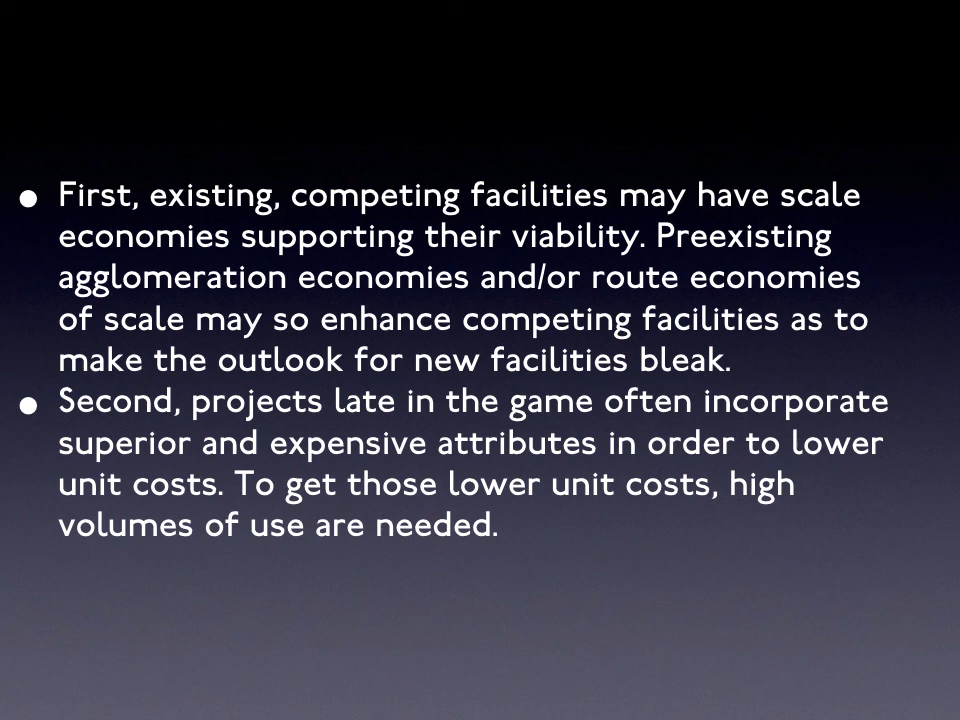 • First, existing, competing facilities may have scale
economies supporting their viability. Preexisting
agglomeration economies and/or route economies
of scale may so enhance competing facilities as to
make the outlook for new facilities bleak.
• Second, projects late in the game often incorporate
superior and expensive attributes in order to lower
unit costs. To get those lower unit costs, high
volumes of use are needed.